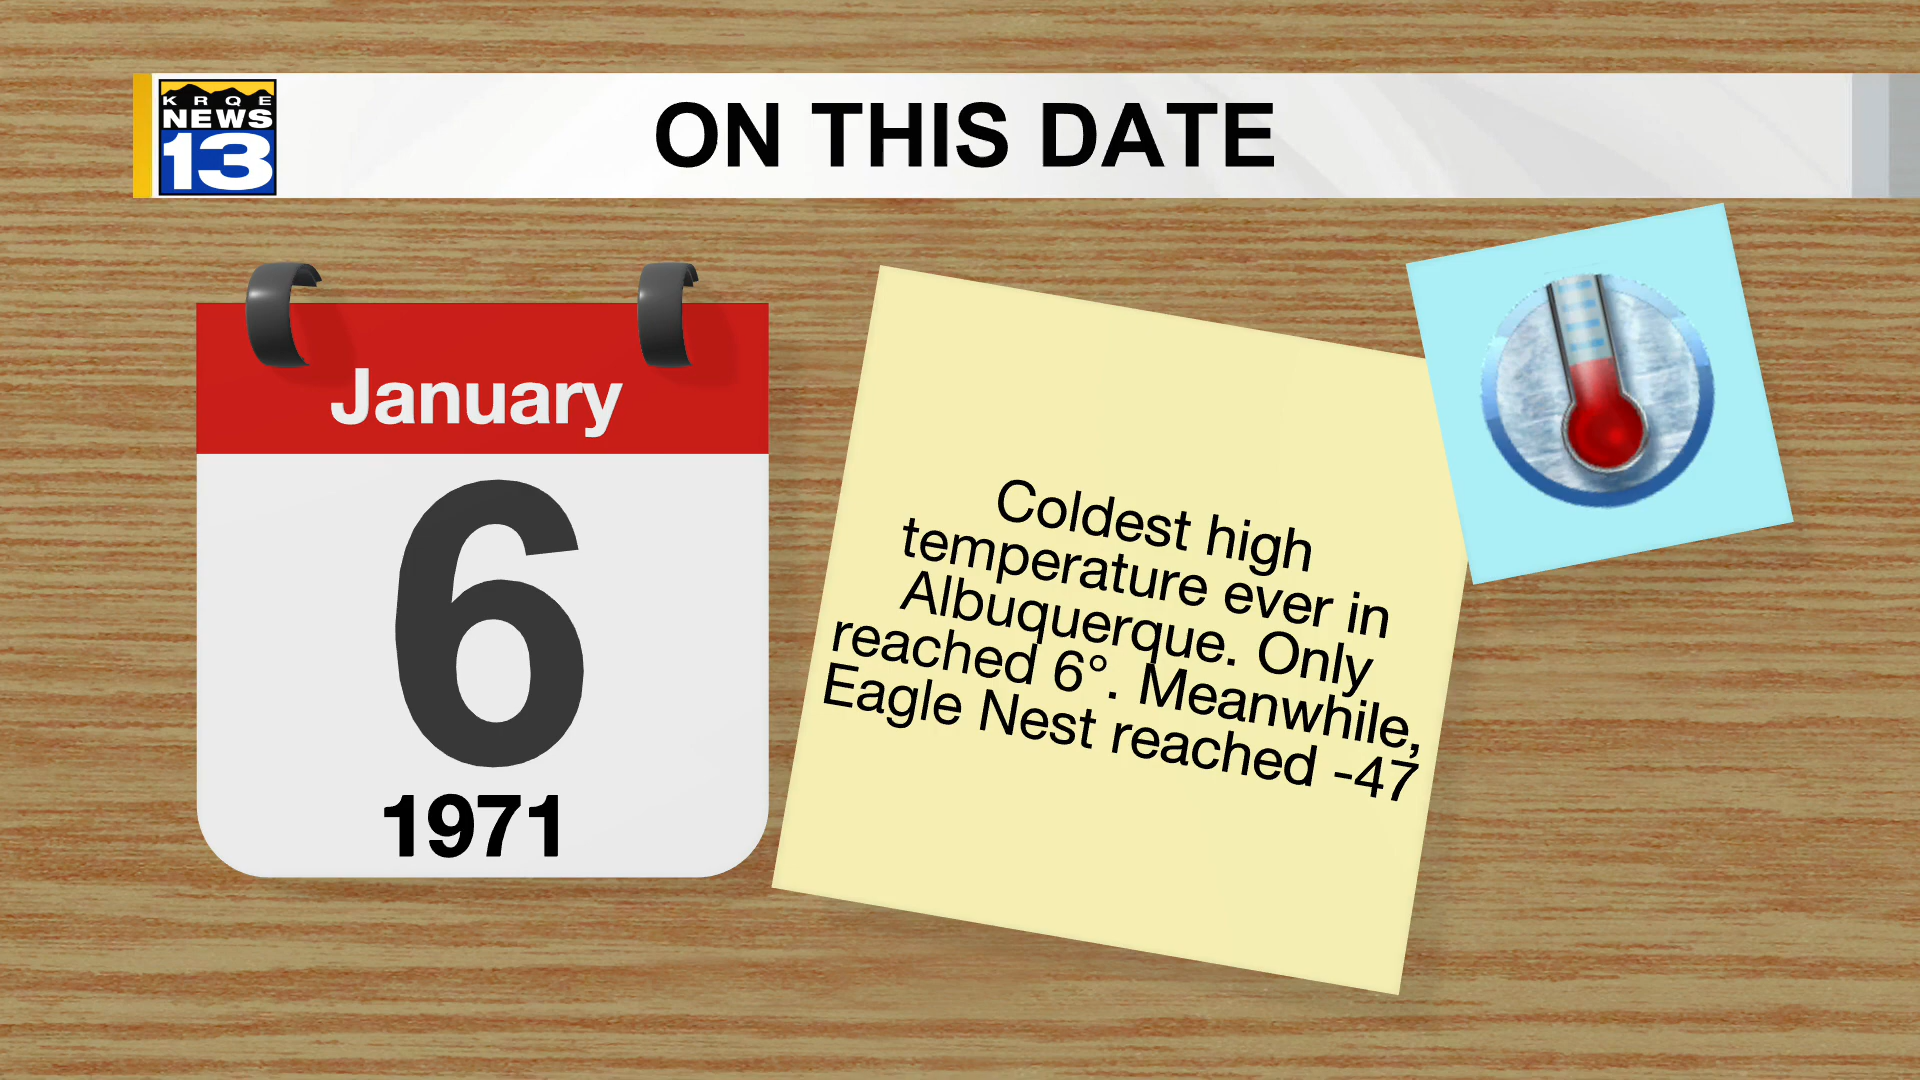 KRQE
NEWS
13
ON THIS DATE
January
6
1971
Coldest high
temperature ever in
Albuquerque. Only
reached 6°. Meanwhile,
Eagle Nest reached -47